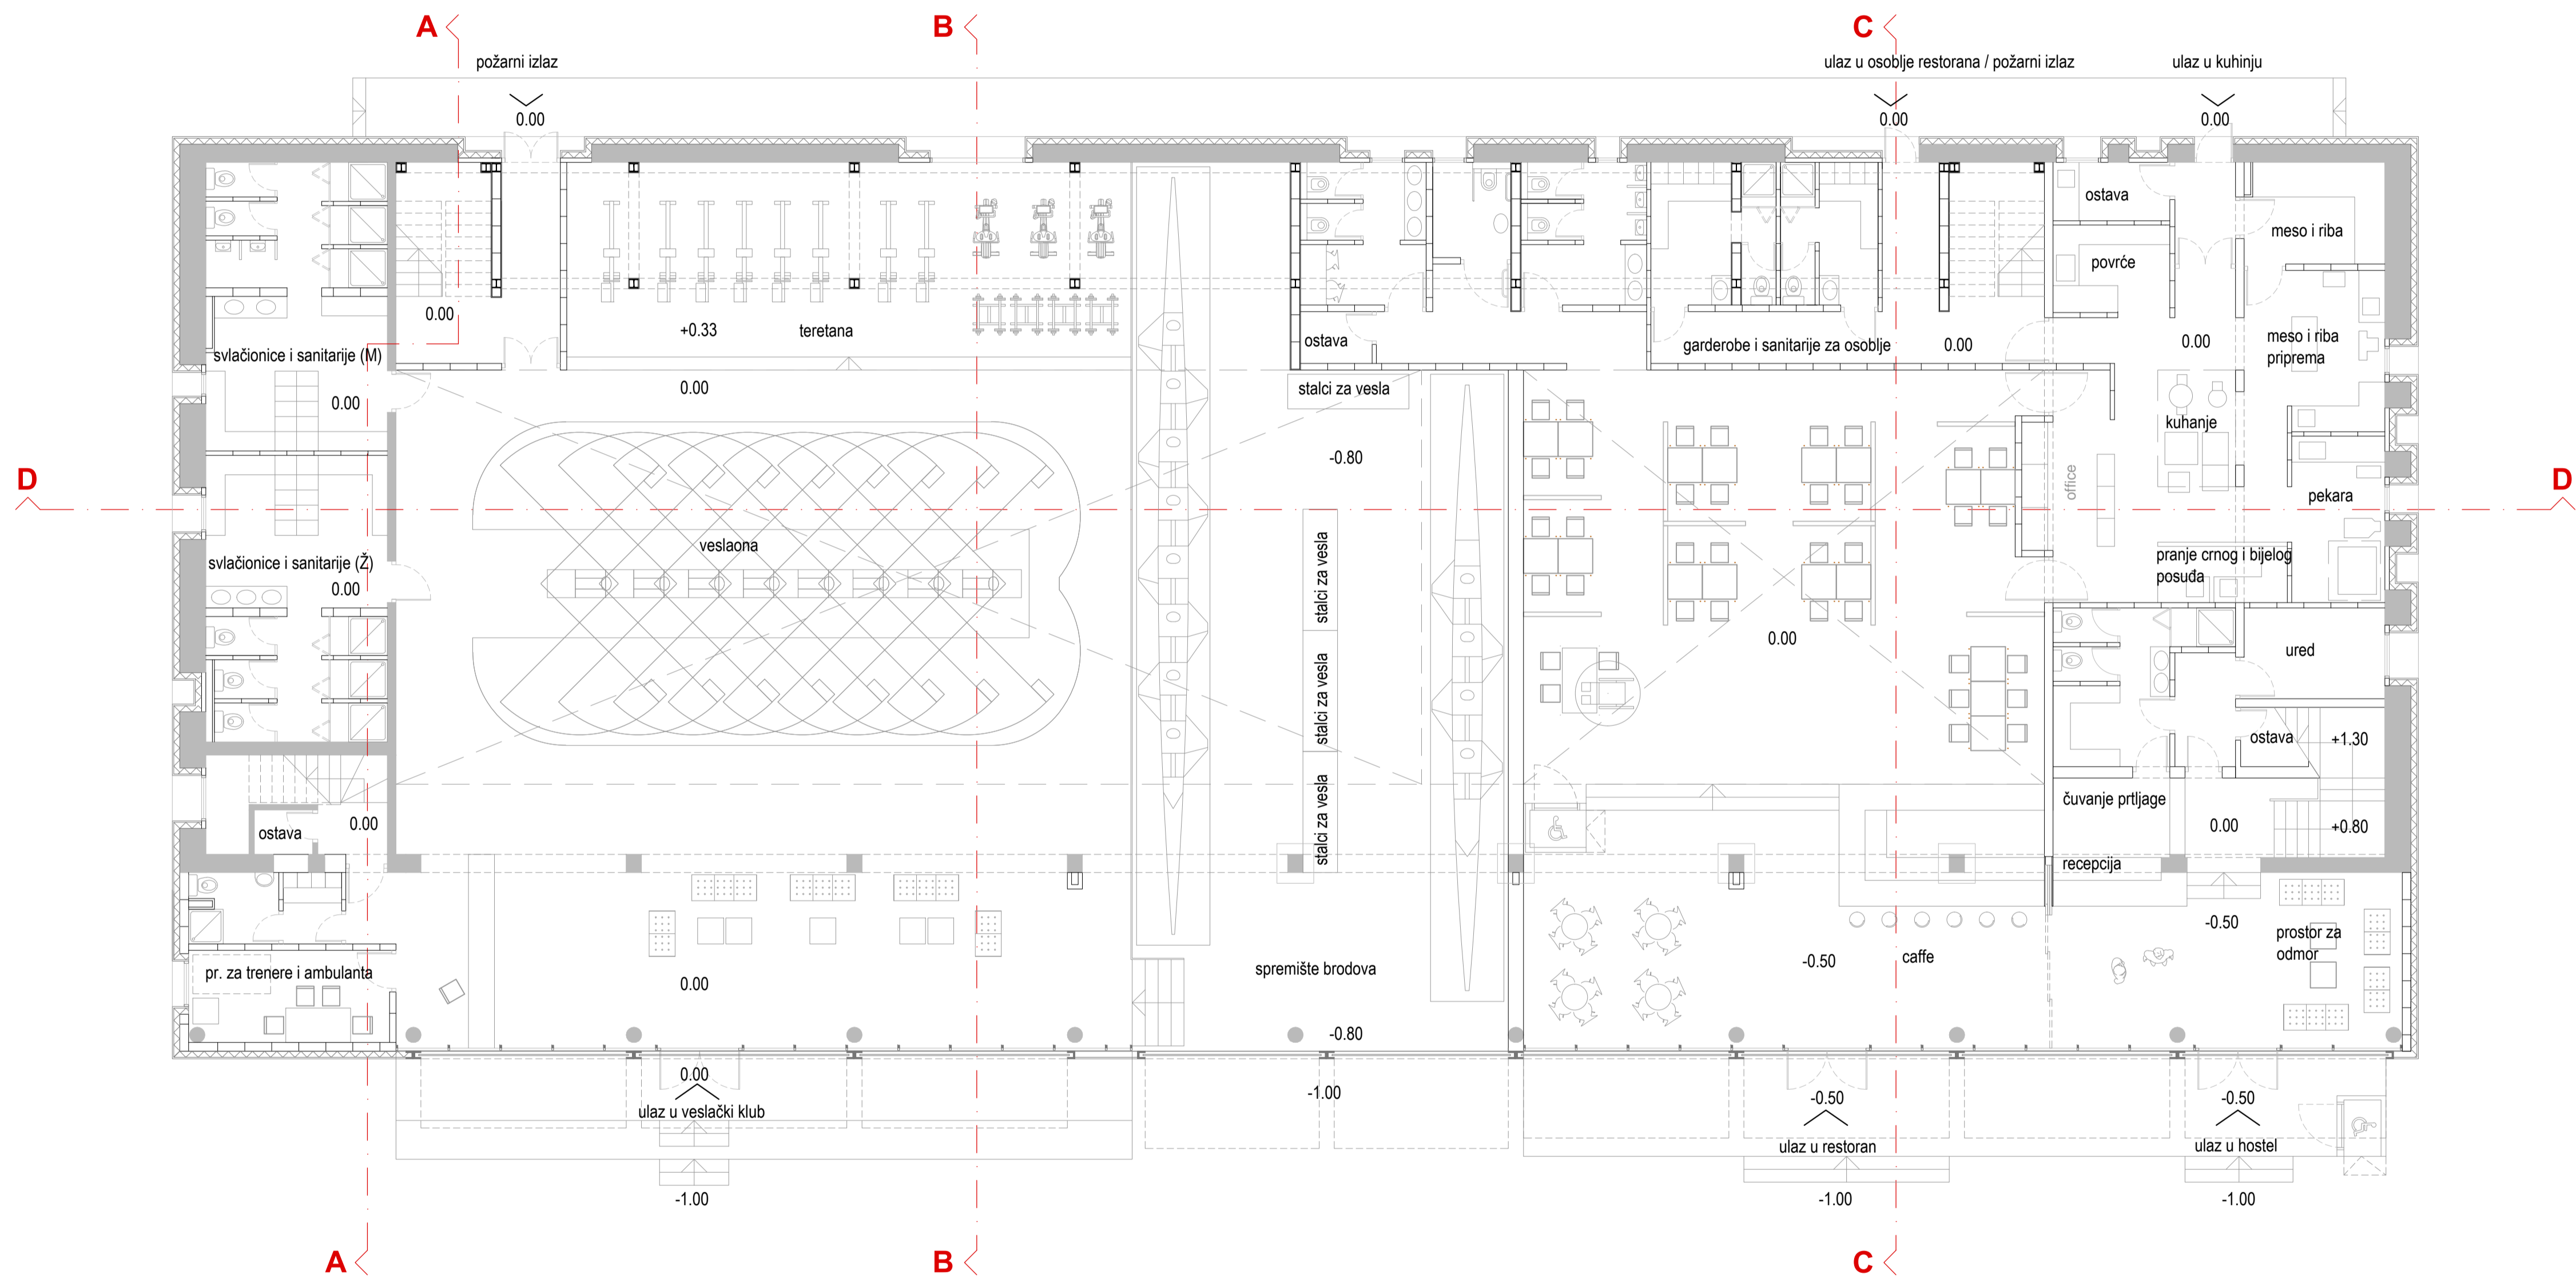 A
B
C
požarni izlaz
ulaz u osoblje restorana / požarni izlaz
ulaz u kuhinju
0.00
0.00
0.00
ostava
meso i riba
povrće
0.00
+0.33
teretana
ostava
garderobe i sanitarije za osoblje
0.00
0.00
meso i riba
priprema
svlačionice i sanitarije (M)
0.00
0.00
stalci za vesla
kuhanje
-0.80
D
D
office
pekara
veslaona
stalci za vesla
svlačionice i sanitarije (Ž)
0.00
pranje crnog i bijelog
posuđa
0.00
ured
stalci za vesla
ostava
+1.30
stalci za vesla
čuvanje prtljage
ostava
0.00
0.00
+0.80
recepcija
-0.50
prostor za
odmor
pr. za trenere i ambulanta
0.00
spremište brodova
-0.50
caffe
-0.80
0.00
ulaz u veslački klub
-1.00
-0.50
ulaz u restoran
-0.50
ulaz u hostel
-1.00
-1.00
-1.00
A
B
C